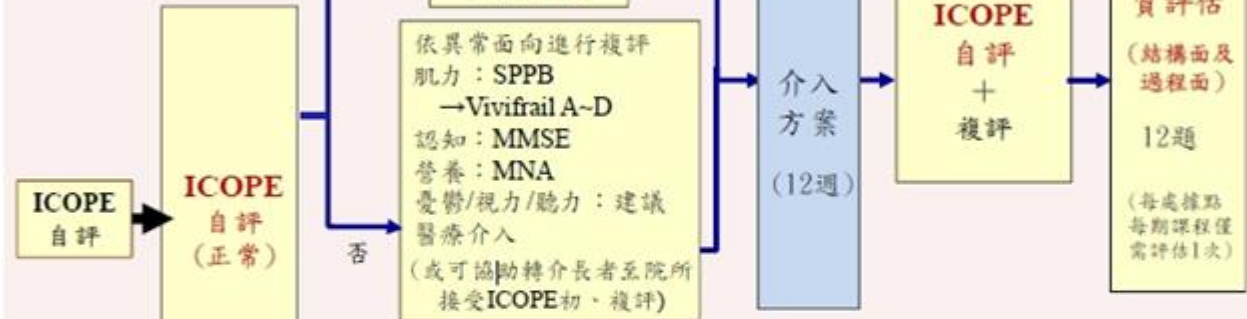 ICOPE
自評
ICOPE
自評
(正常)
否
依異常面向進行複評
肌力：SPPB
→Vivifrail A~D
認知：MMSE
營養：MNA
憂鬱/視力/聽力：建議
醫療介入
(或可協助轉介長者至院所
接受ICOPE初、複評)
介入
方案
(12週)
ICOPE
自評
+
複評
質評估
(結構面及
過程面)
12題
(每處據點
每期課程僅
需評估1次)